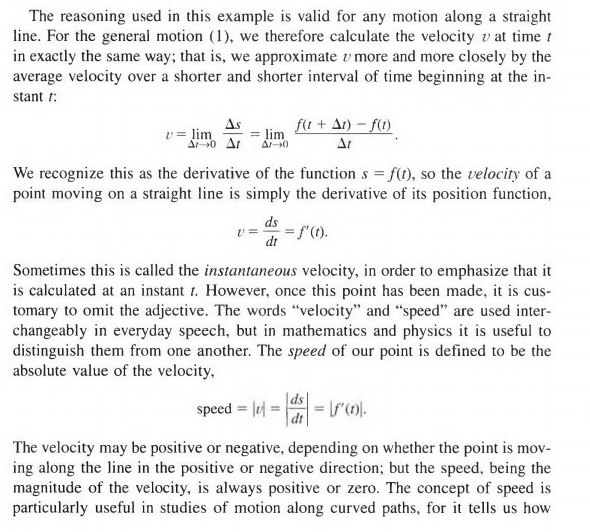 The reasoning used in this example is valid for any motion along a straight
line. For the general motion (1), we therefore calculate the velocity v at time t
in exactly the same way; that is, we approximate v more and more closely by the
average velocity over a shorter and shorter interval of time beginning at the in-
stant t:
v = lim_{Δt→0} Δs/Δt = lim_{Δt→0} (f(t + Δt) − f(t))/Δt.
We recognize this as the derivative of the function s = f(t), so the velocity of a
point moving on a straight line is simply the derivative of its position function,
v = ds/dt = f'(t).
Sometimes this is called the instantaneous velocity, in order to emphasize that it
is calculated at an instant t. However, once this point has been made, it is cus-
tomary to omit the adjective. The words “velocity” and “speed” are used inter-
changeably in everyday speech, but in mathematics and physics it is useful to
distinguish them from one another. The speed of our point is defined to be the
absolute value of the velocity,
speed = |v| = |ds/dt| = |f'(t)|.
The velocity may be positive or negative, depending on whether the point is mov-
ing along the line in the positive or negative direction; but the speed, being the
magnitude of the velocity, is always positive or zero. The concept of speed is
particularly useful in studies of motion along curved paths, for it tells us how